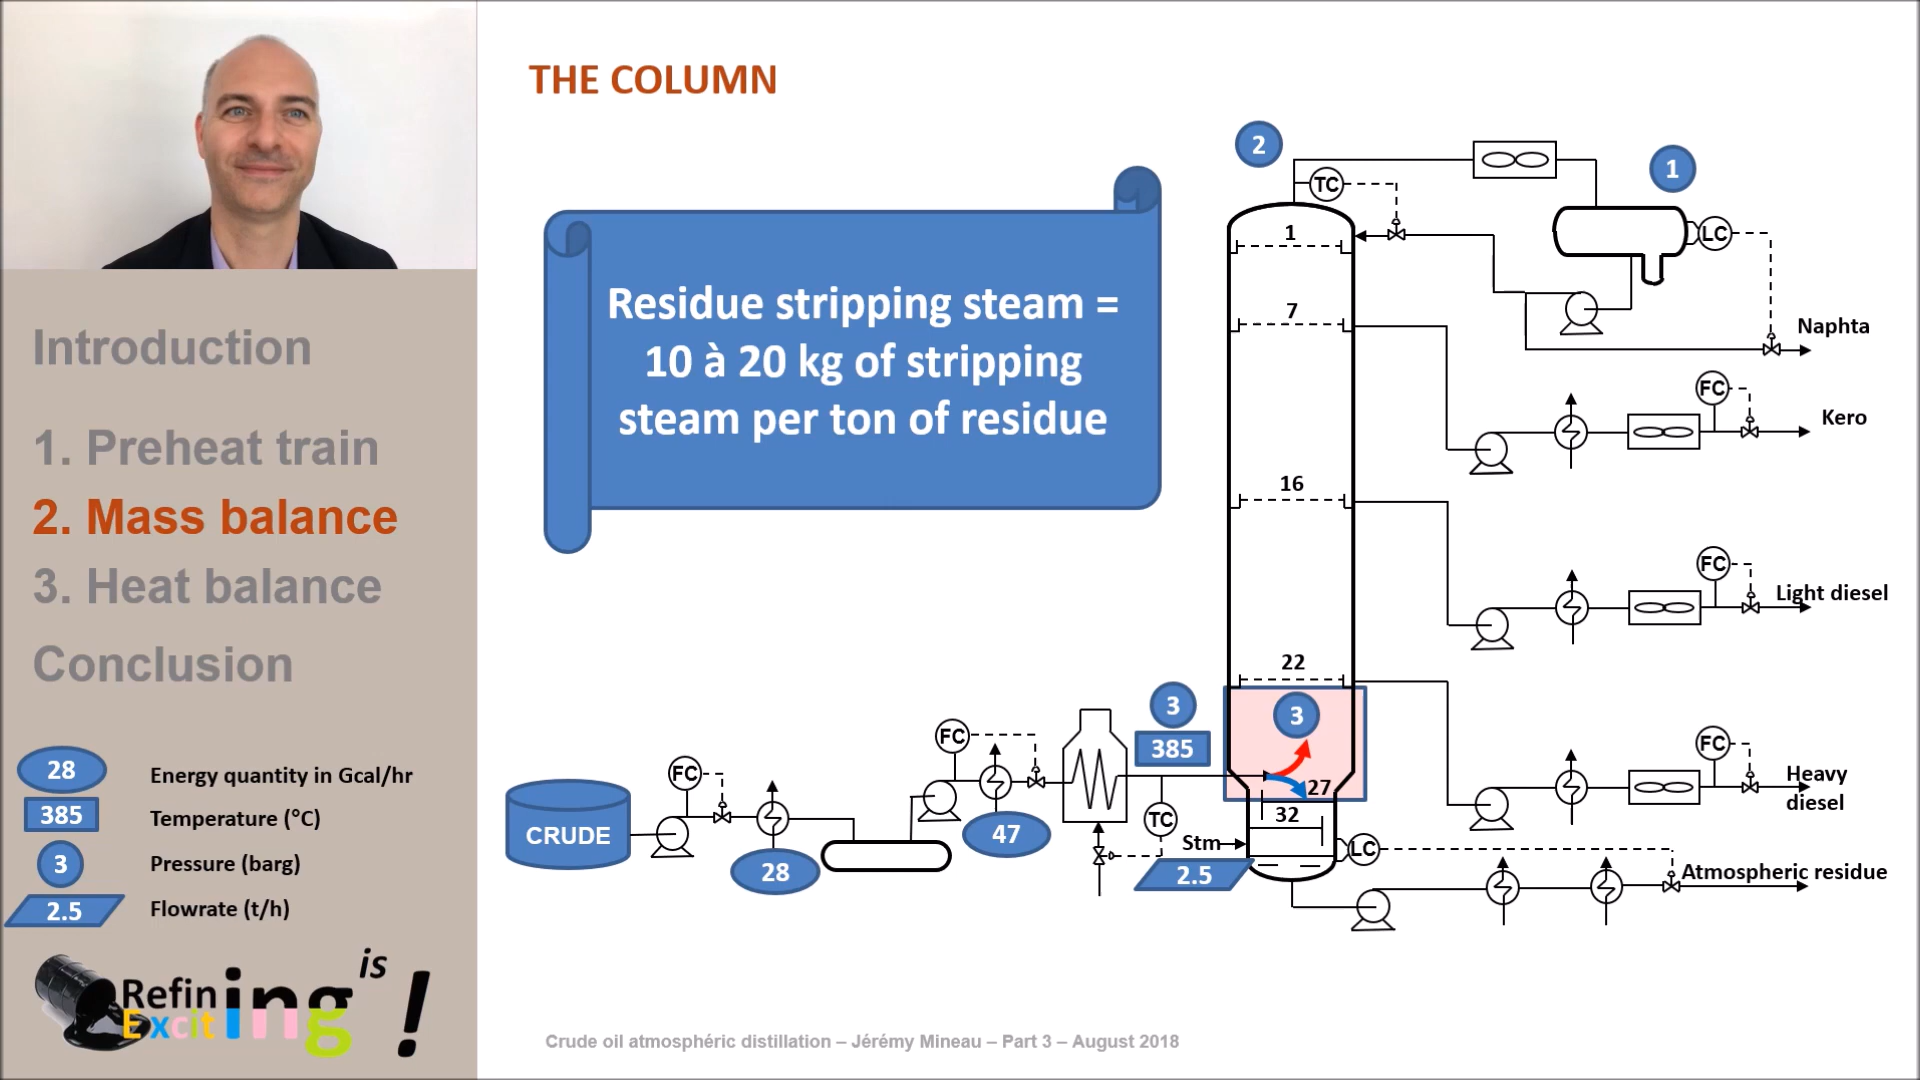 THE COLUMN
Residue stripping steam =
10 à 20 kg of stripping
steam per ton of residue
Introduction
1. Preheat train
2. Mass balance
3. Heat balance
Conclusion
28 Energy quantity in Gcal/hr
385 Temperature (°C)
3 Pressure (barg)
2.5 Flowrate (t/h)
Refining
is
Exciting !
2
1
TC
LC
1
7
Naphta
FC
Kero
16
FC
Light diesel
22
3
3
385
FC
Heavy
diesel
27
32
FC
FC
CRUDE
28
47
TC
Stm
2.5
LC
Atmospheric residue
Crude oil atmosphéric distillation – Jérémy Mineau – Part 3 – August 2018